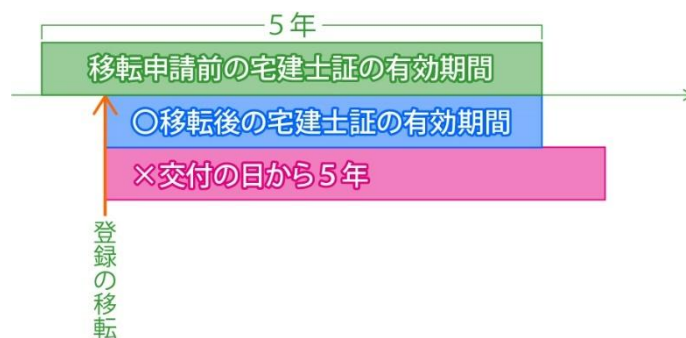 5年
移転申請前の宅建士証の有効期間
○移転後の宅建士証の有効期間
×交付の日から5年
登録の移転